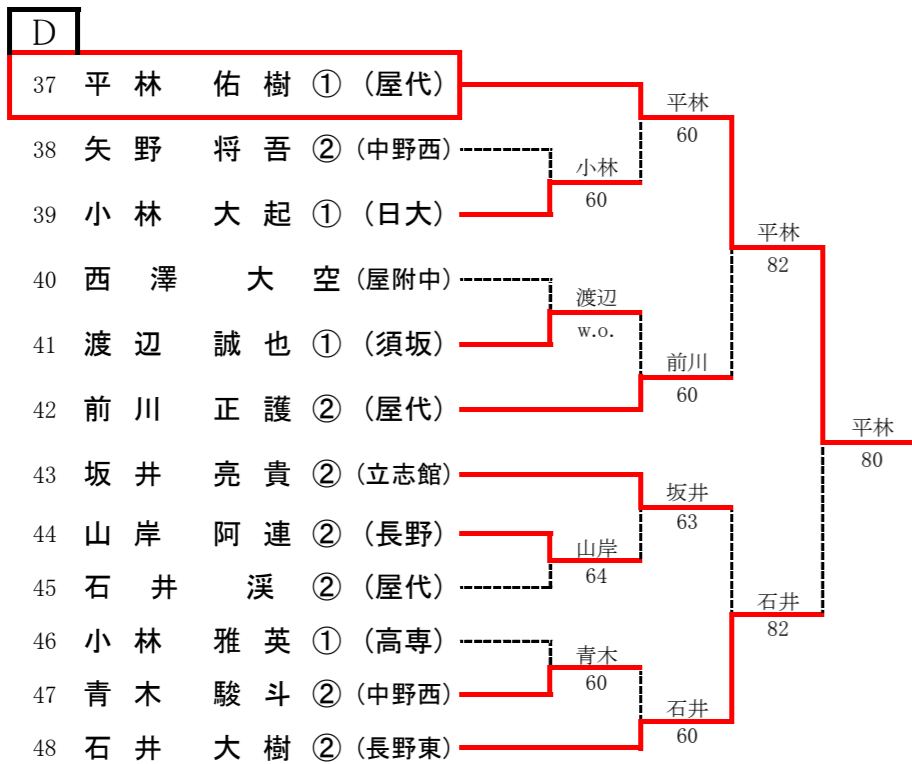 D
37 平林 佑樹 ① (屋代)
38 矢野 将吾 ② (中野西)
39 小林 大起 ① (日大)
40 西澤 大空 (屋附中)
41 渡辺 誠也 ① (須坂)
42 前川 正護 ② (屋代)
43 坂井 亮貴 ② (立志館)
44 山岸 阿連 ② (長野)
45 石井 渓 ② (屋代)
46 小林 雅英 ① (高専)
47 青木 駿斗 ② (中野西)
48 石井 大樹 ② (長野東)
小林
60
渡辺
w.o.
山岸
64
青木
60
平林
60
前川
60
坂井
63
石井
60
平林
82
石井
82
平林
80